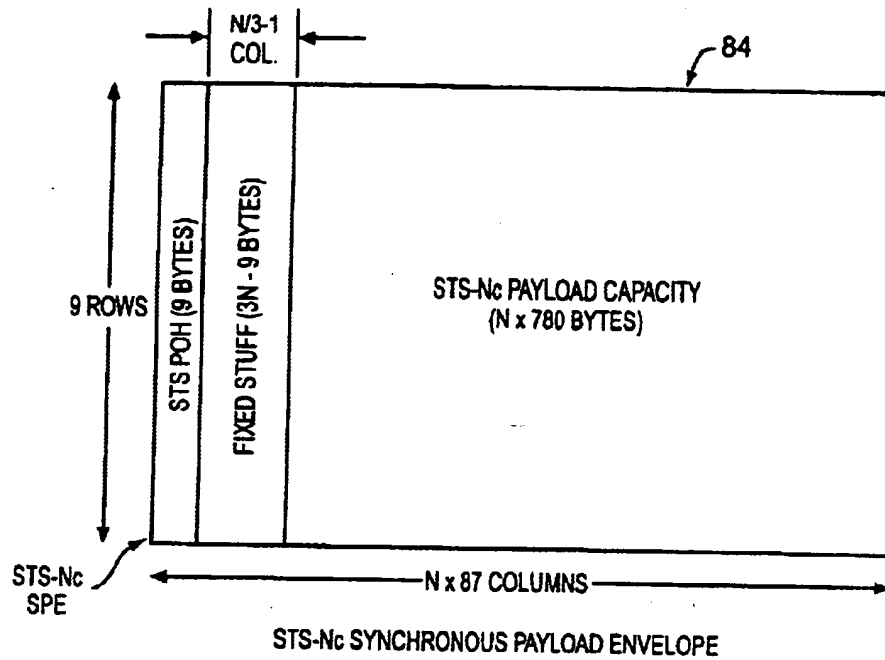 N/3-1
COL.
84
9 ROWS
STS POH (9 BYTES)
FIXED STUFF (3N - 9 BYTES)
STS-Nc PAYLOAD CAPACITY
(N x 780 BYTES)
STS-Nc
SPE
N x 87 COLUMNS
STS-Nc SYNCHRONOUS PAYLOAD ENVELOPE